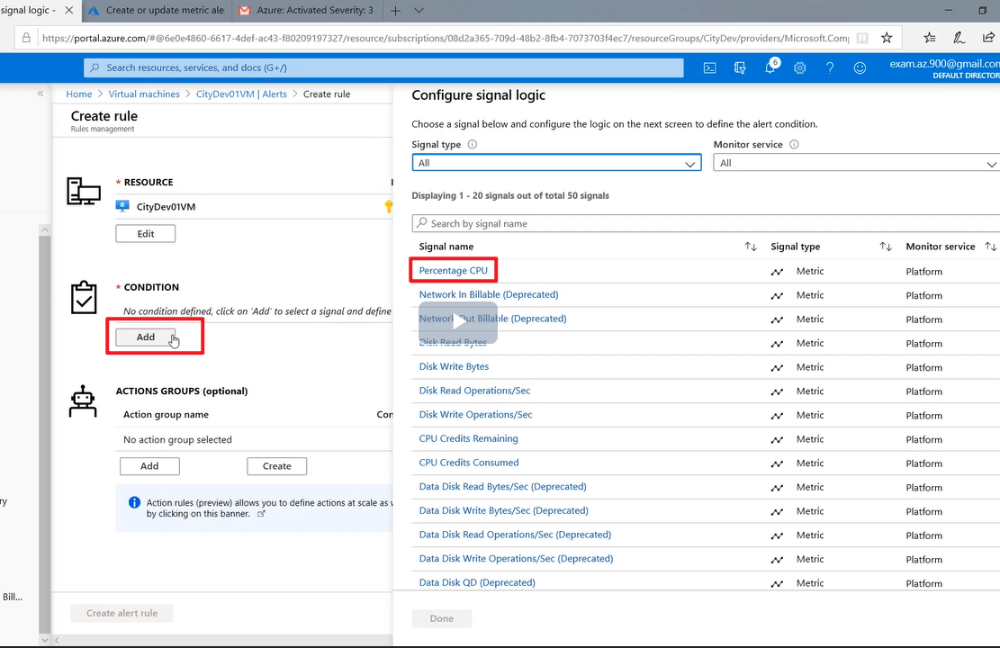 signal logic -
Create or update metric ale
Azure: Activated Severity: 3
https://portal.azure.com/#@6e0e4860-6617-4def-ac43-f80209197327/resource/subscriptions/08d2a365-709d-48b2-8fb4-7073703f4ec7/resourceGroups/CityDev/providers/Microsoft.Com
Search resources, services, and docs (G+/)
6
exam.az.900@gmail.com
DEFAULT DIRECTOR
Home > Virtual machines > CityDev01VM | Alerts > Create rule
Create rule
Rules management
* RESOURCE
CityDev01VM
Edit
* CONDITION
No condition defined, click on 'Add' to select a signal and define
Add
ACTIONS GROUPS (optional)
Action group name
Con
No action group selected
Add
Create
Action rules (preview) allows you to define actions at scale as
by clicking on this banner.
Create alert rule
ry
Bill...
Configure signal logic
Choose a signal below and configure the logic on the next screen to define the alert condition.
Signal type
Monitor service
All
All
Displaying 1 - 20 signals out of total 50 signals
Search by signal name
Signal name Signal type Monitor service
Percentage CPU Metric Platform
Network In Billable (Deprecated) Metric Platform
Network Out Billable (Deprecated) Metric Platform
Disk Read Bytes Metric Platform
Disk Write Bytes Metric Platform
Disk Read Operations/Sec Metric Platform
Disk Write Operations/Sec Metric Platform
CPU Credits Remaining Metric Platform
CPU Credits Consumed Metric Platform
Data Disk Read Bytes/Sec (Deprecated) Metric Platform
Data Disk Write Bytes/Sec (Deprecated) Metric Platform
Data Disk Read Operations/Sec (Deprecated) Metric Platform
Data Disk Write Operations/Sec (Deprecated) Metric Platform
Data Disk QD (Deprecated) Metric Platform
Done